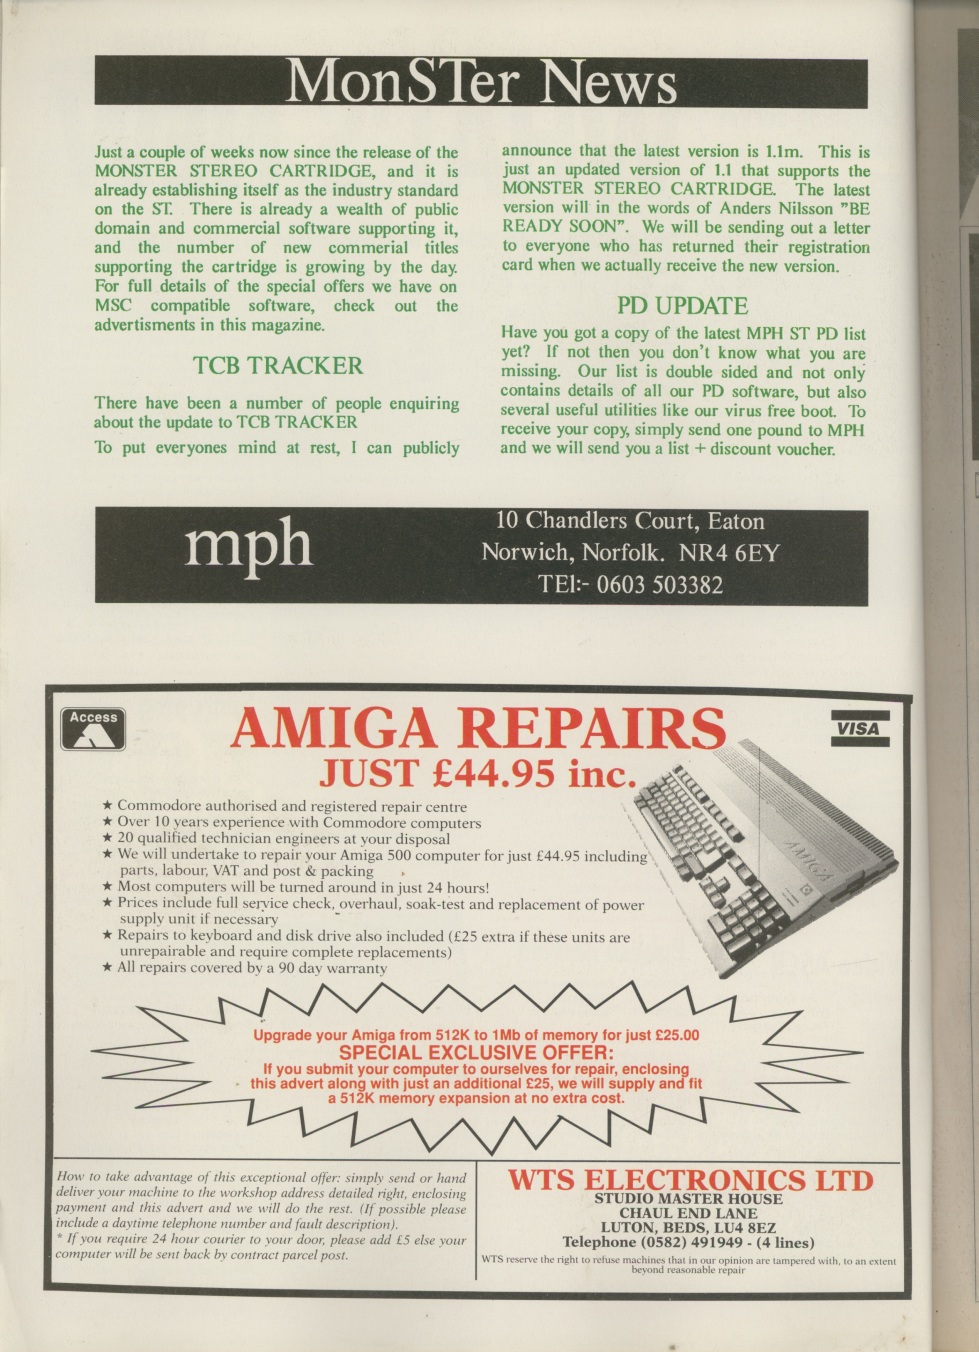 MonSTer News
Just a couple of weeks now since the release of the
MONSTER STEREO CARTRIDGE, and it is
already establishing itself as the industry standard
on the ST. There is already a wealth of public
domain and commercial software supporting it,
and the number of new commerial titles
supporting the cartridge is growing by the day.
For full details of the special offers we have on
MSC compatible software, check out the
advertisments in this magazine.
TCB TRACKER
There have been a number of people enquiring
about the update to TCB TRACKER
To put everyones mind at rest, I can publicly
announce that the latest version is 1.1m. This is
just an updated version of 1.1 that supports the
MONSTER STEREO CARTRIDGE. The latest
version will in the words of Anders Nilsson "BE
READY SOON". We will be sending out a letter
to everyone who has returned their registration
card when we actually receive the new version.
PD UPDATE
Have you got a copy of the latest MPH ST PD list
yet? If not then you don't know what you are
missing. Our list is double sided and not only
contains details of all our PD software, but also
several useful utilities like our virus free boot. To
receive your copy, simply send one pound to MPH
and we will send you a list + discount voucher.
mph
10 Chandlers Court, Eaton
Norwich, Norfolk. NR4 6EY
TEl:- 0603 503382
Access
AMIGA REPAIRS
VISA
JUST £44.95 inc.
★ Commodore authorised and registered repair centre
★ Over 10 years experience with Commodore computers
★ 20 qualified technician engineers at your disposal
★ We will undertake to repair your Amiga 500 computer for just £44.95 including
parts, labour, VAT and post & packing
★ Most computers will be turned around in just 24 hours!
★ Prices include full service check, overhaul, soak-test and replacement of power
supply unit if necessary
★ Repairs to keyboard and disk drive also included (£25 extra if these units are
unrepairable and require complete replacements)
★ All repairs covered by a 90 day warranty
AMIGA
Upgrade your Amiga from 512K to 1Mb of memory for just £25.00
SPECIAL EXCLUSIVE OFFER:
If you submit your computer to ourselves for repair, enclosing
this advert along with just an additional £25, we will supply and fit
a 512K memory expansion at no extra cost.
How to take advantage of this exceptional offer: simply send or hand
deliver your machine to the workshop address detailed right, enclosing
payment and this advert and we will do the rest. (If possible please
include a daytime telephone number and fault description).
* If you require 24 hour courier to your door, please add £5 else your
computer will be sent back by contract parcel post.
WTS ELECTRONICS LTD
STUDIO MASTER HOUSE
CHAUL END LANE
LUTON, BEDS, LU4 8EZ
Telephone (0582) 491949 - (4 lines)
WTS reserve the right to refuse machines that in our opinion are tampered with, to an extent
beyond reasonable repair